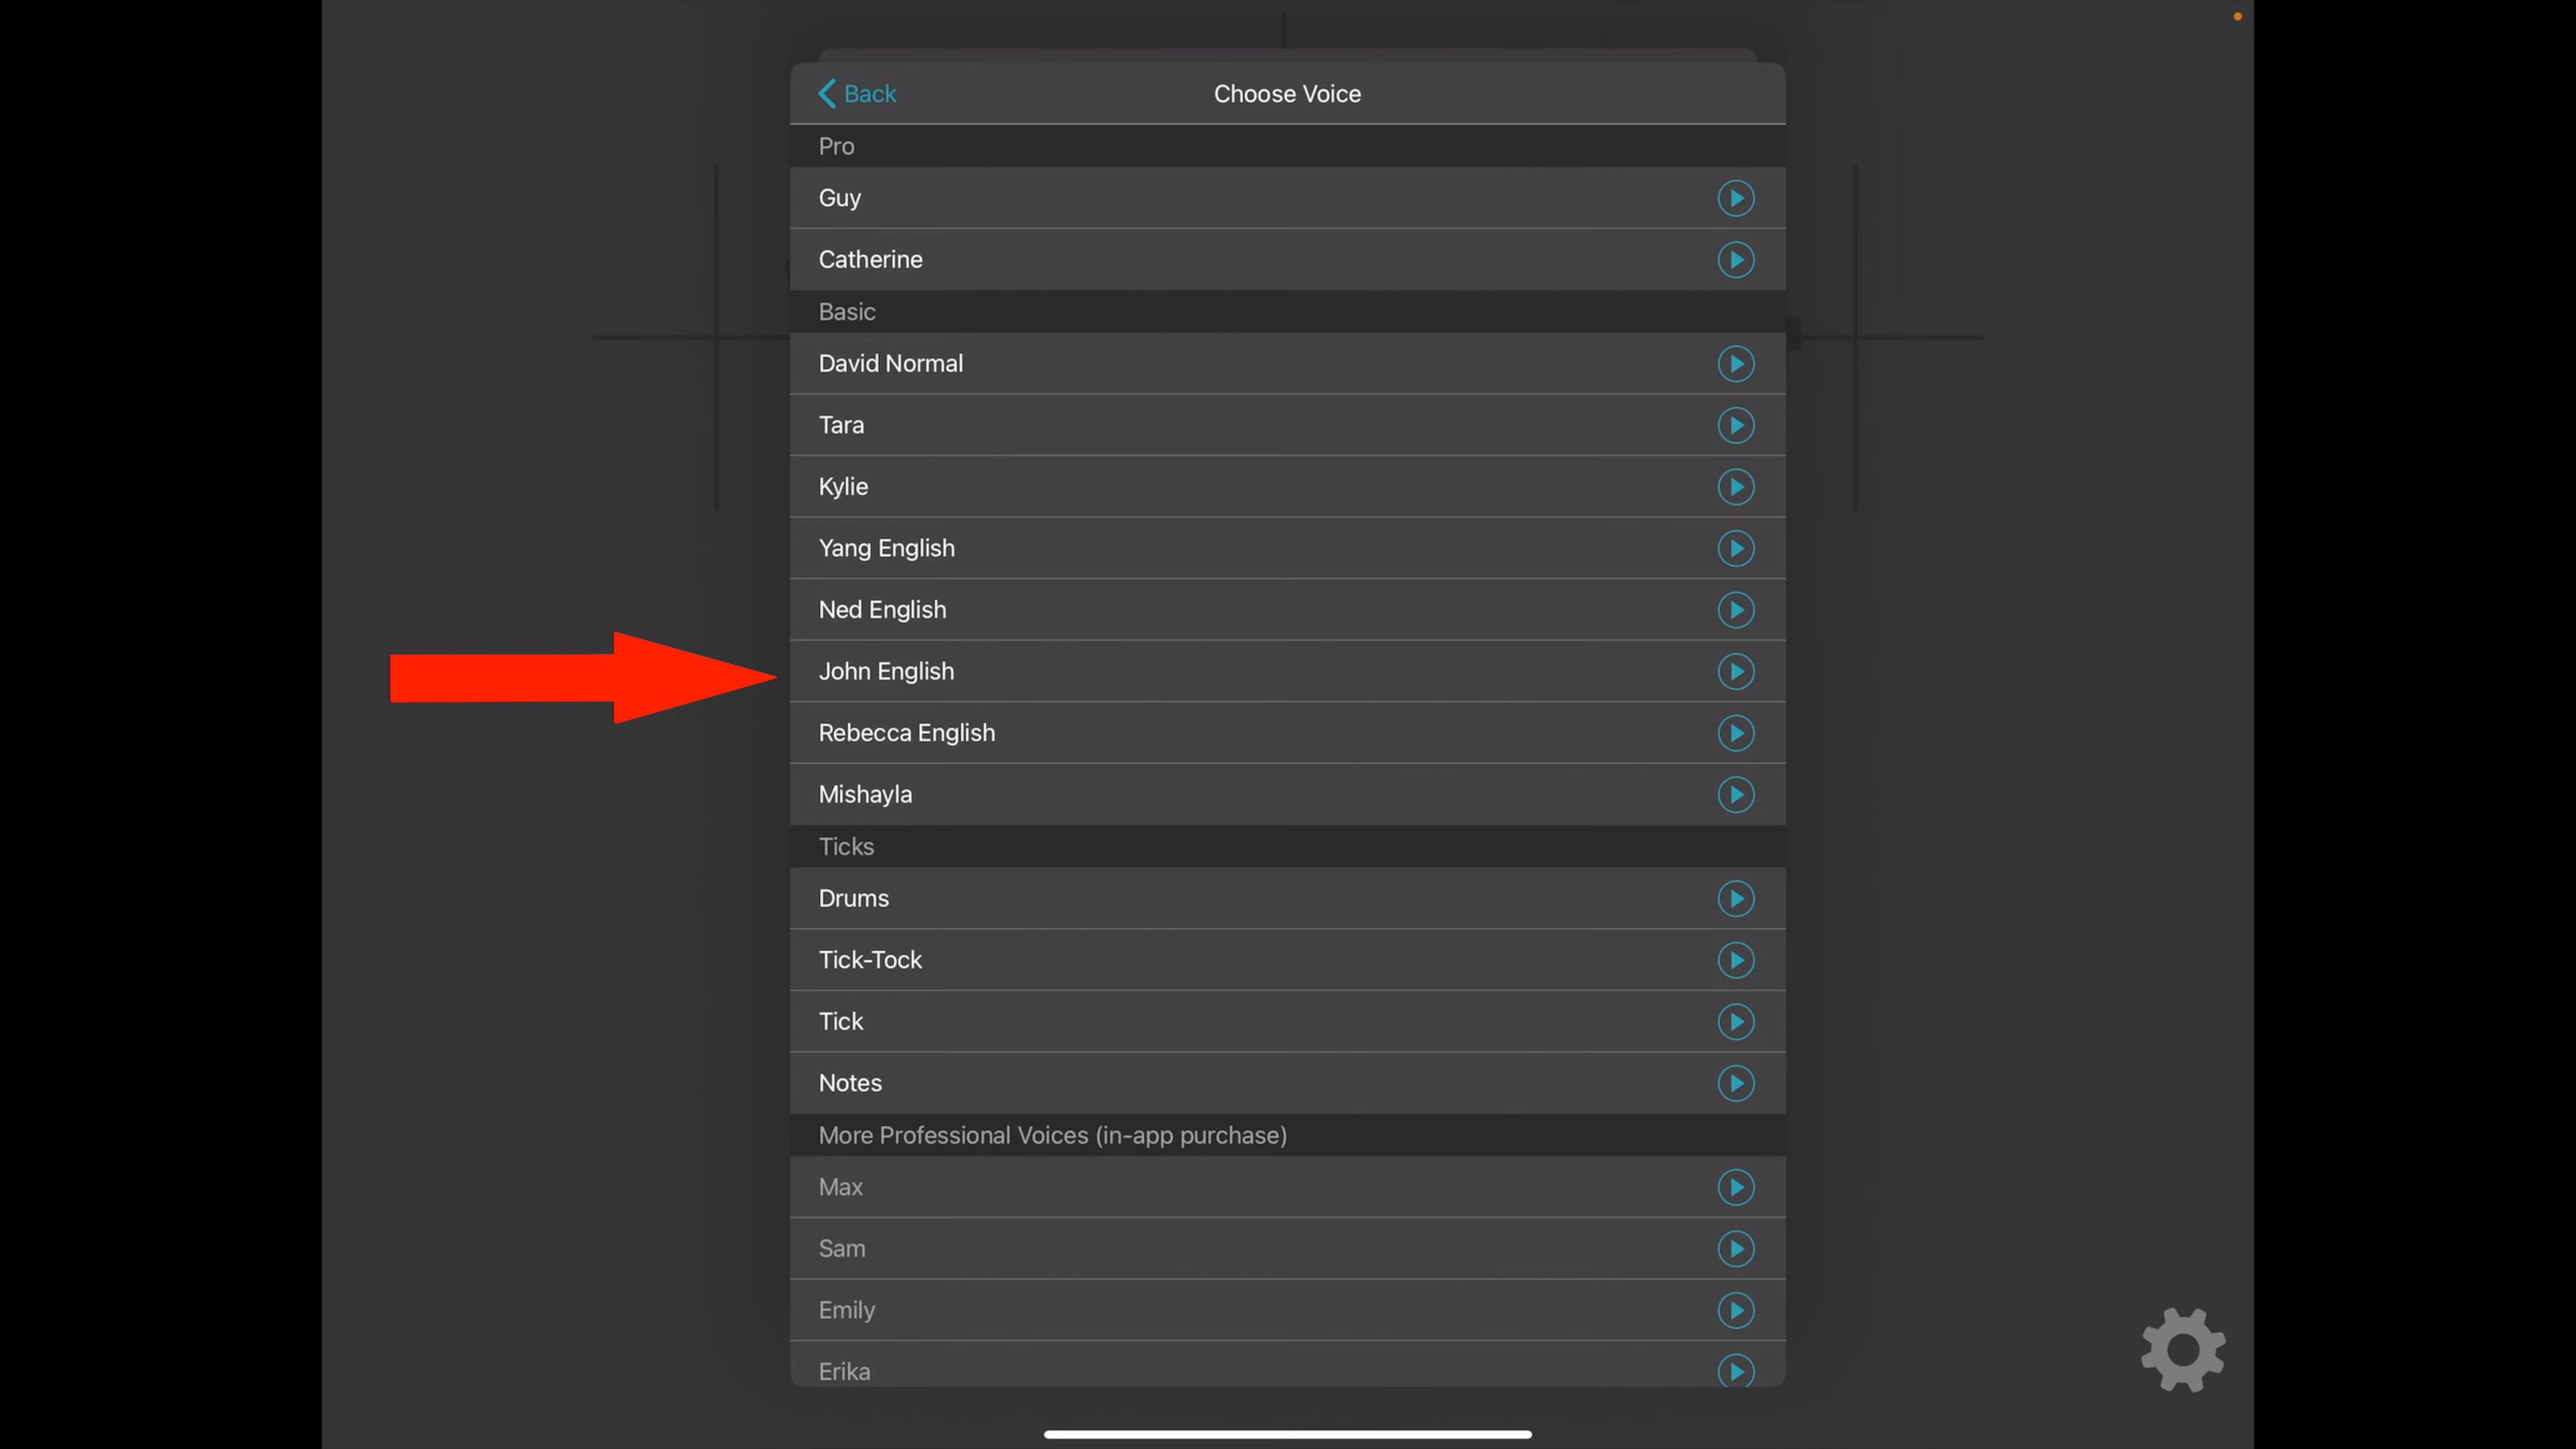 Back
Choose Voice
Pro
Guy
Catherine
Basic
David Normal
Tara
Kylie
Yang English
Ned English
John English
Rebecca English
Mishayla
Ticks
Drums
Tick-Tock
Tick
Notes
More Professional Voices (in-app purchase)
Max
Sam
Emily
Erika